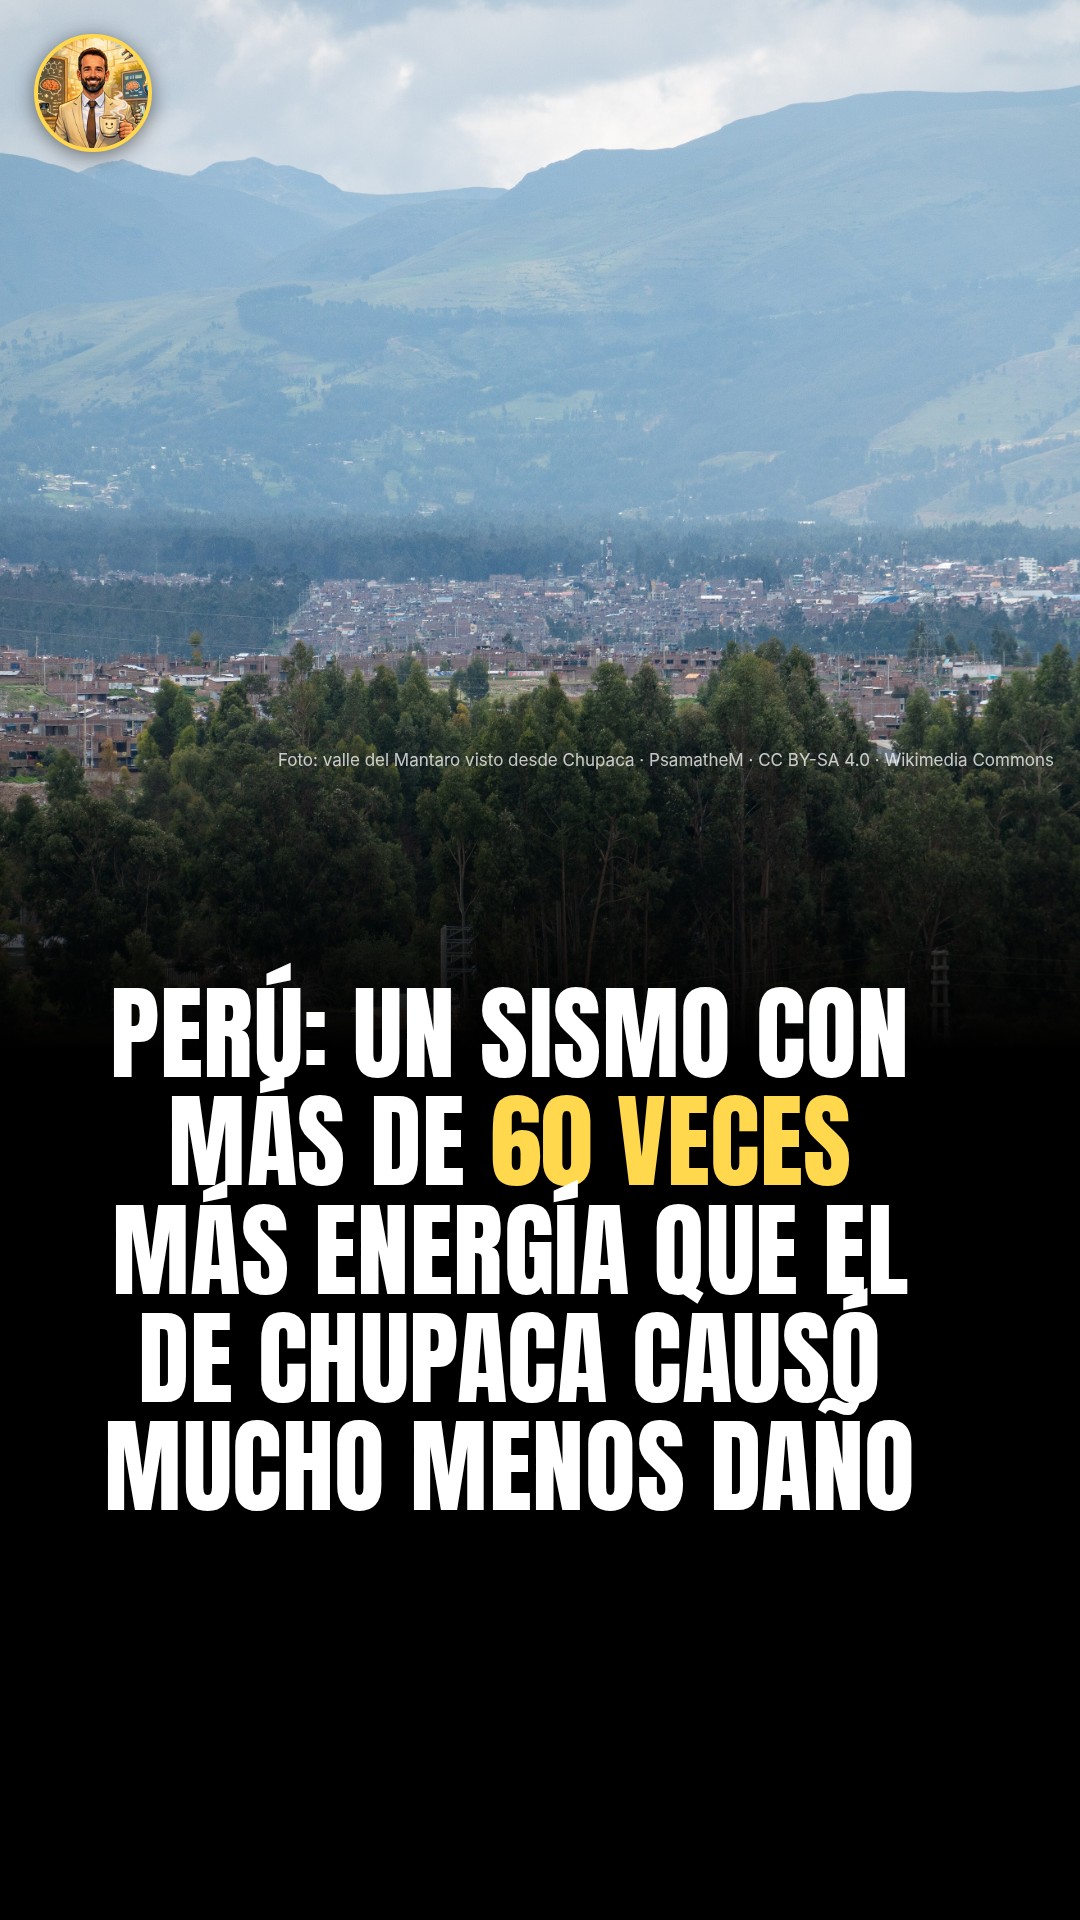 Foto: valle del Mantaro visto desde Chupaca · PsamatheM · CC BY-SA 4.0 · Wikimedia Commons
PERÚ: UN SISMO CON
MÁS DE 60 VECES
MÁS ENERGÍA QUE EL
DE CHUPACA CAUSÓ
MUCHO MENOS DAÑO